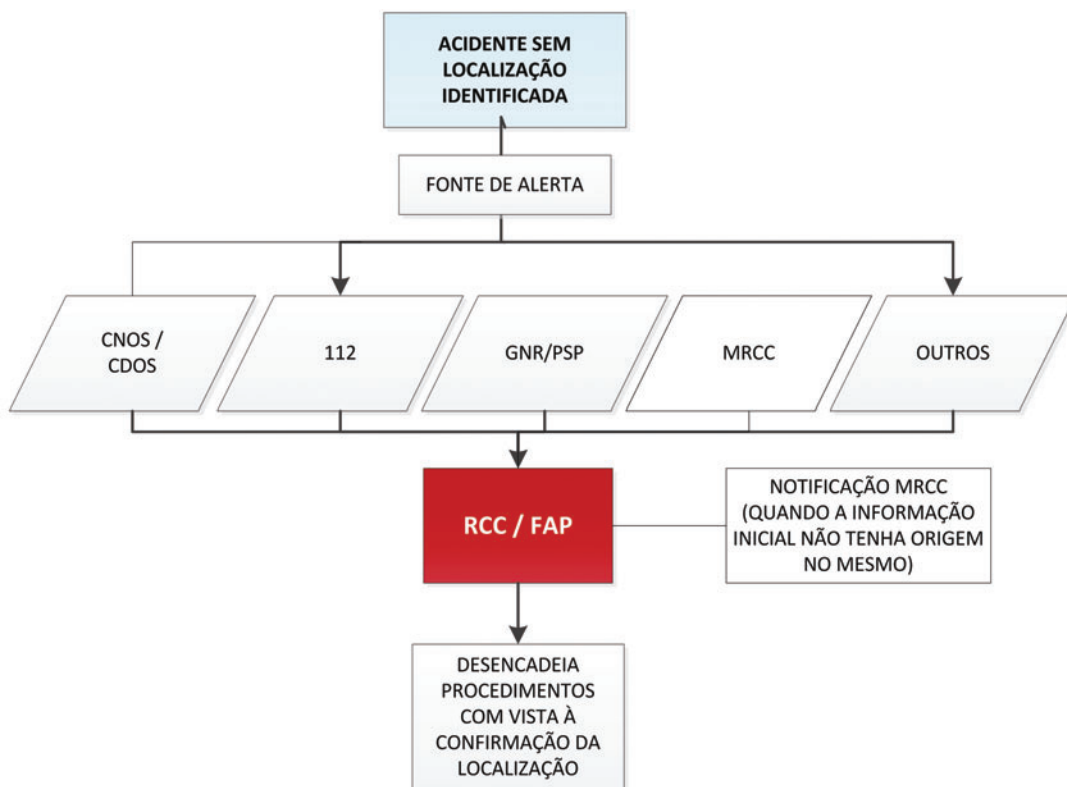 ACIDENTE SEM
LOCALIZAÇÃO
IDENTIFICADA
FONTE DE ALERTA
CNOS /
CDOS
112
GNR/PSP
MRCC
OUTROS
RCC / FAP
NOTIFICAÇÃO MRCC
(QUANDO A INFORMAÇÃO
INICIAL NÃO TENHA ORIGEM
NO MESMO)
DESENCADEIA
PROCEDIMENTOS
COM VISTA À
CONFIRMAÇÃO DA
LOCALIZAÇÃO